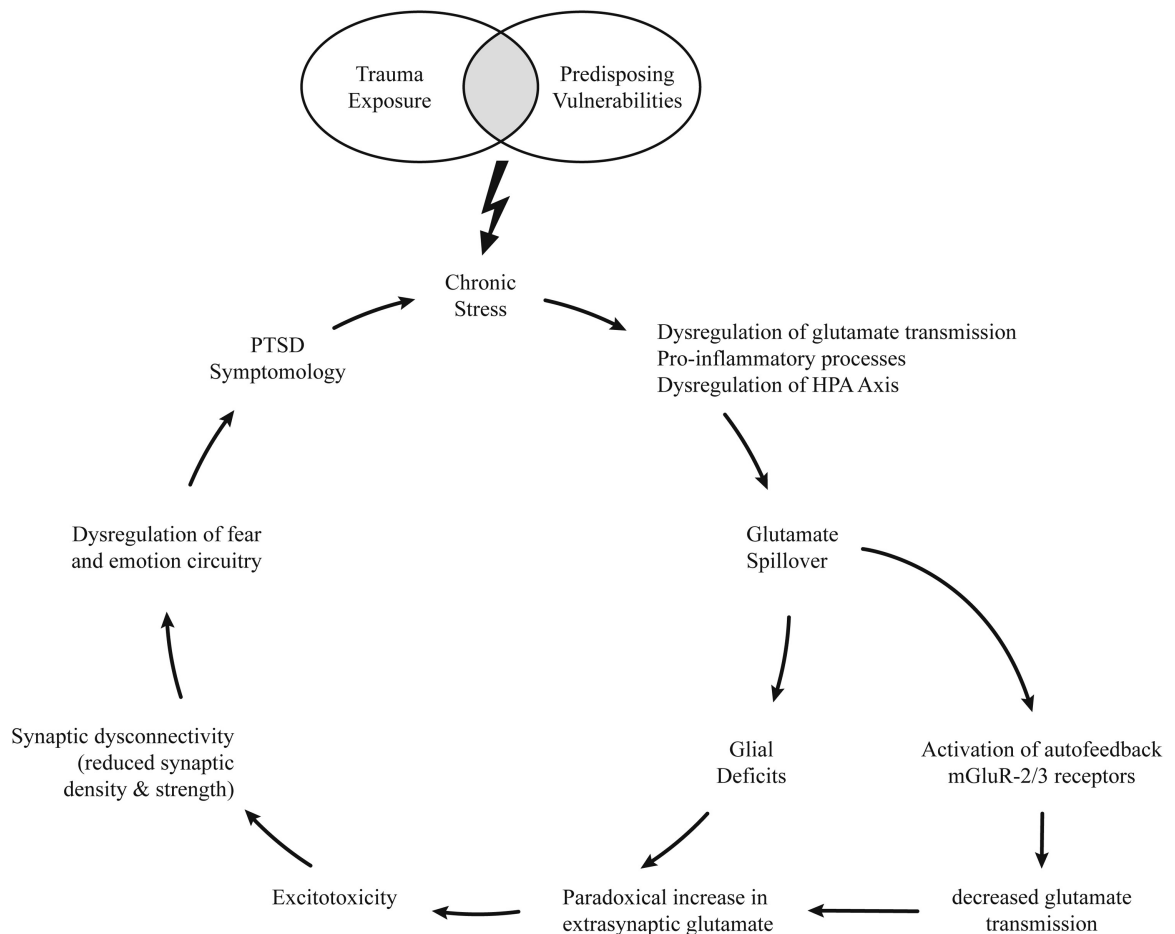 Trauma
Exposure
Predisposing
Vulnerabilities
Chronic
Stress
Dysregulation of glutamate transmission
Pro-inflammatory processes
Dysregulation of HPA Axis
Glutamate
Spillover
Glial
Deficits
Activation of autofeedback
mGluR-2/3 receptors
decreased glutamate
transmission
Paradoxical increase in
extrasynaptic glutamate
Excitotoxicity
Synaptic dysconnectivity
(reduced synaptic
density & strength)
Dysregulation of fear
and emotion circuitry
PTSD
Symptomology